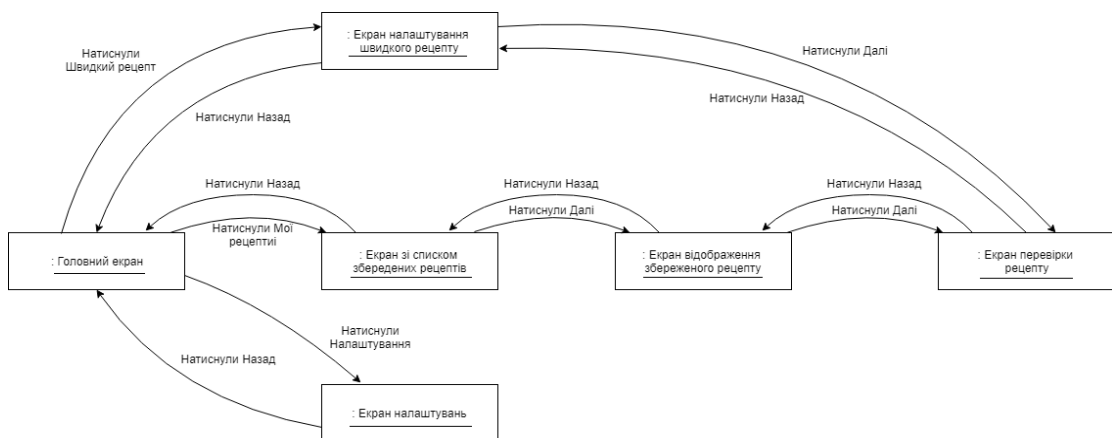 : Екран налаштування
швидкого рецепту
Натиснули
Швидкий рецепт
Натиснули Далі
Натиснули Назад
Натиснули Назад
Натиснули Назад
Натиснули Назад
Натиснули Назад
Натиснули Мої
рецептиі
Натиснули Далі
Натиснули Далі
: Головний екран
: Екран зі списком
збередених рецептів
: Екран відображення
збереженого рецепту
: Екран перевірки
рецепту
Натиснули
Налаштування
Натиснули Назад
: Екран налаштувань